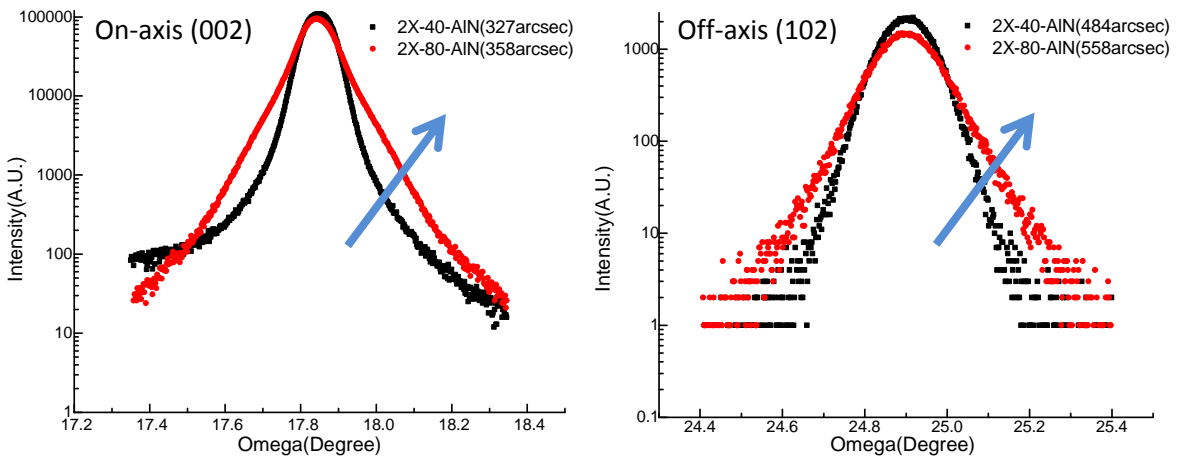 On-axis (002)
2X-40-AlN(327arcsec)
2X-80-AlN(358arcsec)
Intensity(A.U.)
100000
10000
1000
100
10
1
17.2 17.4 17.6 17.8 18.0 18.2 18.4
Omega(Degree)
Off-axis (102)
2X-40-AlN(484arcsec)
2X-80-AlN(558arcsec)
Intensity(A.U.)
1000
100
10
1
0.1
24.4 24.6 24.8 25.0 25.2 25.4
Omega(Degree)